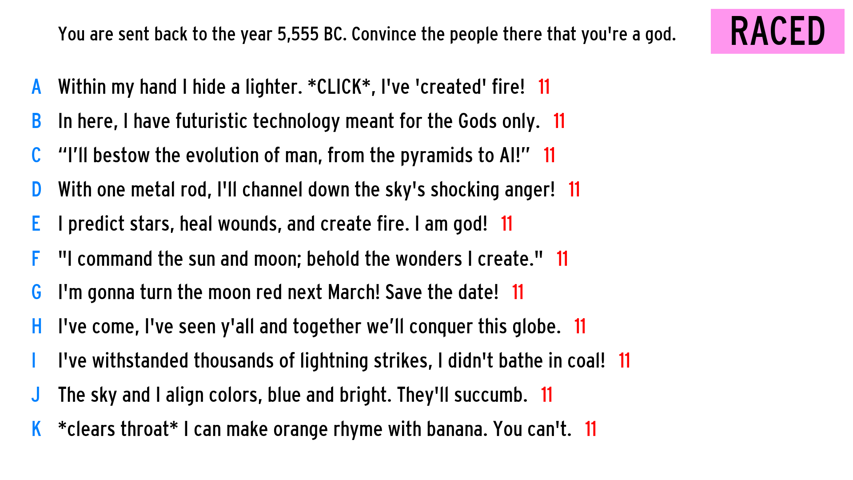 You are sent back to the year 5,555 BC. Convince the people there that you're a god.
RACED
A Within my hand I hide a lighter. *CLICK*, I've 'created' fire! 11
B In here, I have futuristic technology meant for the Gods only. 11
C “I’ll bestow the evolution of man, from the pyramids to AI!” 11
D With one metal rod, I'll channel down the sky's shocking anger! 11
E I predict stars, heal wounds, and create fire. I am god! 11
F "I command the sun and moon; behold the wonders I create." 11
G I'm gonna turn the moon red next March! Save the date! 11
H I've come, I've seen y'all and together we’ll conquer this globe. 11
I I've withstanded thousands of lightning strikes, I didn't bathe in coal! 11
J The sky and I align colors, blue and bright. They'll succumb. 11
K *clears throat* I can make orange rhyme with banana. You can't. 11